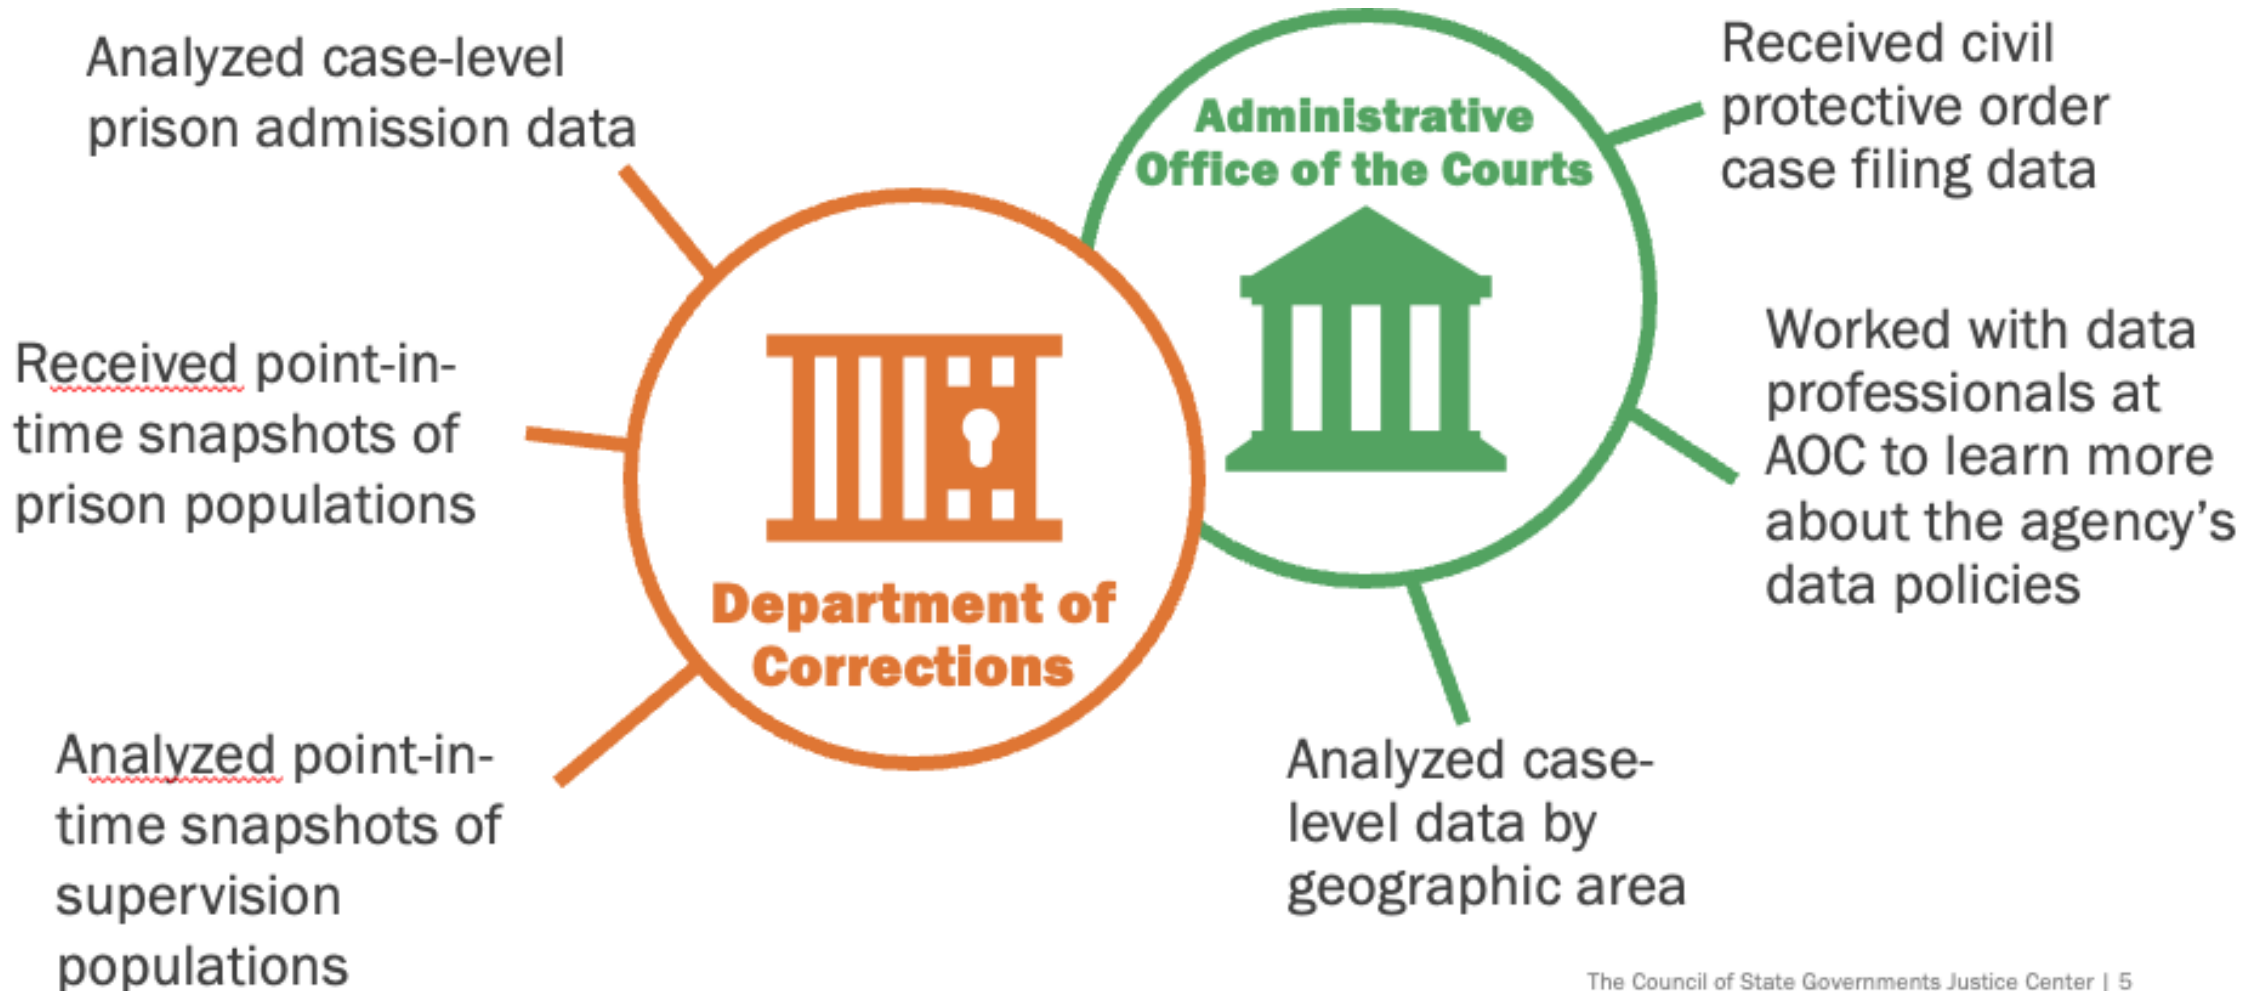 Analyzed case-level
prison admission data
Received point-in-
time snapshots of
prison populations
Analyzed point-in-
time snapshots of
supervision
populations
Department of
Corrections
Administrative
Office of the Courts
Received civil
protective order
case filing data
Worked with data
professionals at
AOC to learn more
about the agency’s
data policies
Analyzed case-
level data by
geographic area
The Council of State Governments Justice Center | 5